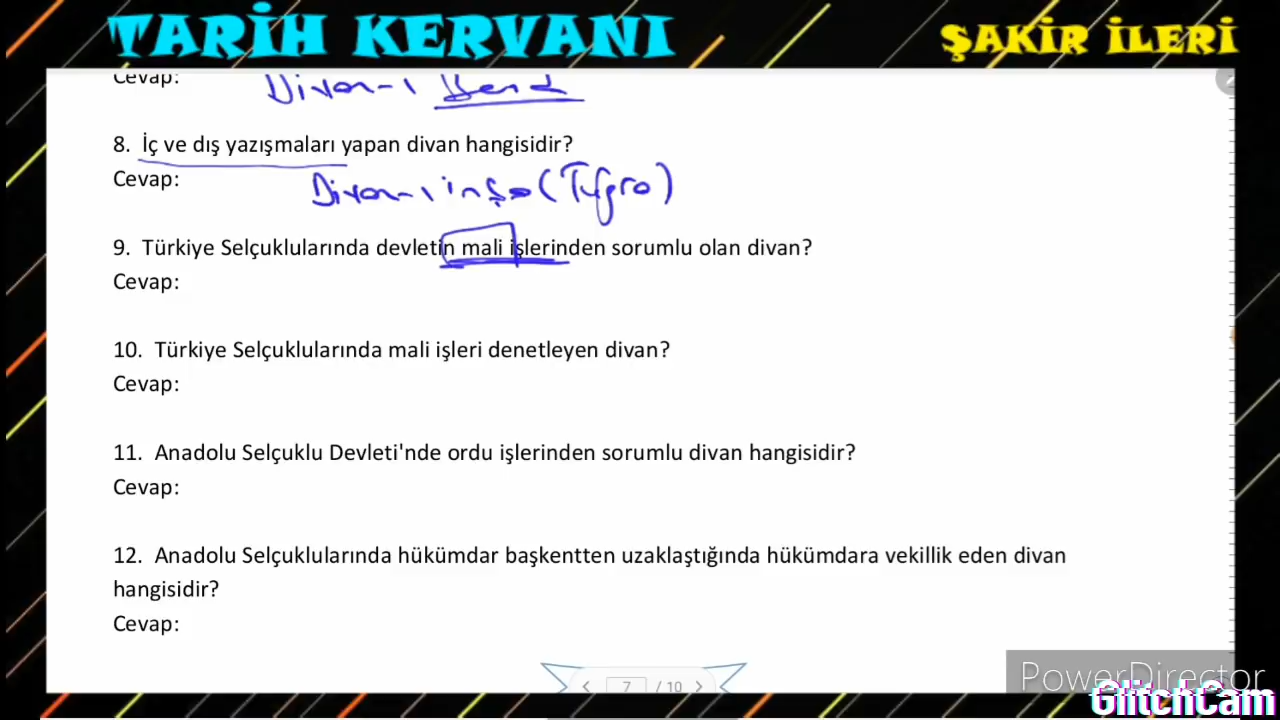 TARİH KERVANI
ŞAKİR İLERİ
Cevap:
Divan-ı
8. İç ve dış yazışmaları yapan divan hangisidir?
Cevap:
Divan-ı inşa (Tuğra)
9. Türkiye Selçuklularında devletin mali işlerinden sorumlu olan divan?
Cevap:
10. Türkiye Selçuklularında mali işleri denetleyen divan?
Cevap:
11. Anadolu Selçuklu Devleti'nde ordu işlerinden sorumlu divan hangisidir?
Cevap:
12. Anadolu Selçuklularında hükümdar başkentten uzaklaştığında hükümdara vekillik eden divan
hangisidir?
Cevap:
7 / 10
PowerDirector
GlitchCam